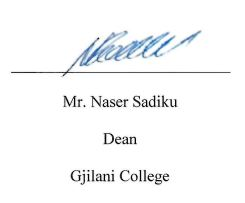 Mr. Naser Sadiku
Dean
Gjilani College